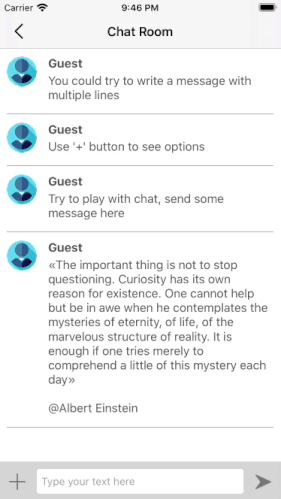 Carrier 9:46 PM
Chat Room
Guest
You could try to write a message with
multiple lines
Guest
Use '+' button to see options
Guest
Try to play with chat, send some
message here
Guest
«The important thing is not to stop
questioning. Curiosity has its own
reason for existence. One cannot help
but be in awe when he contemplates the
mysteries of eternity, of life, of the
marvelous structure of reality. It is
enough if one tries merely to
comprehend a little of this mystery each
day»
@Albert Einstein
Type your text here